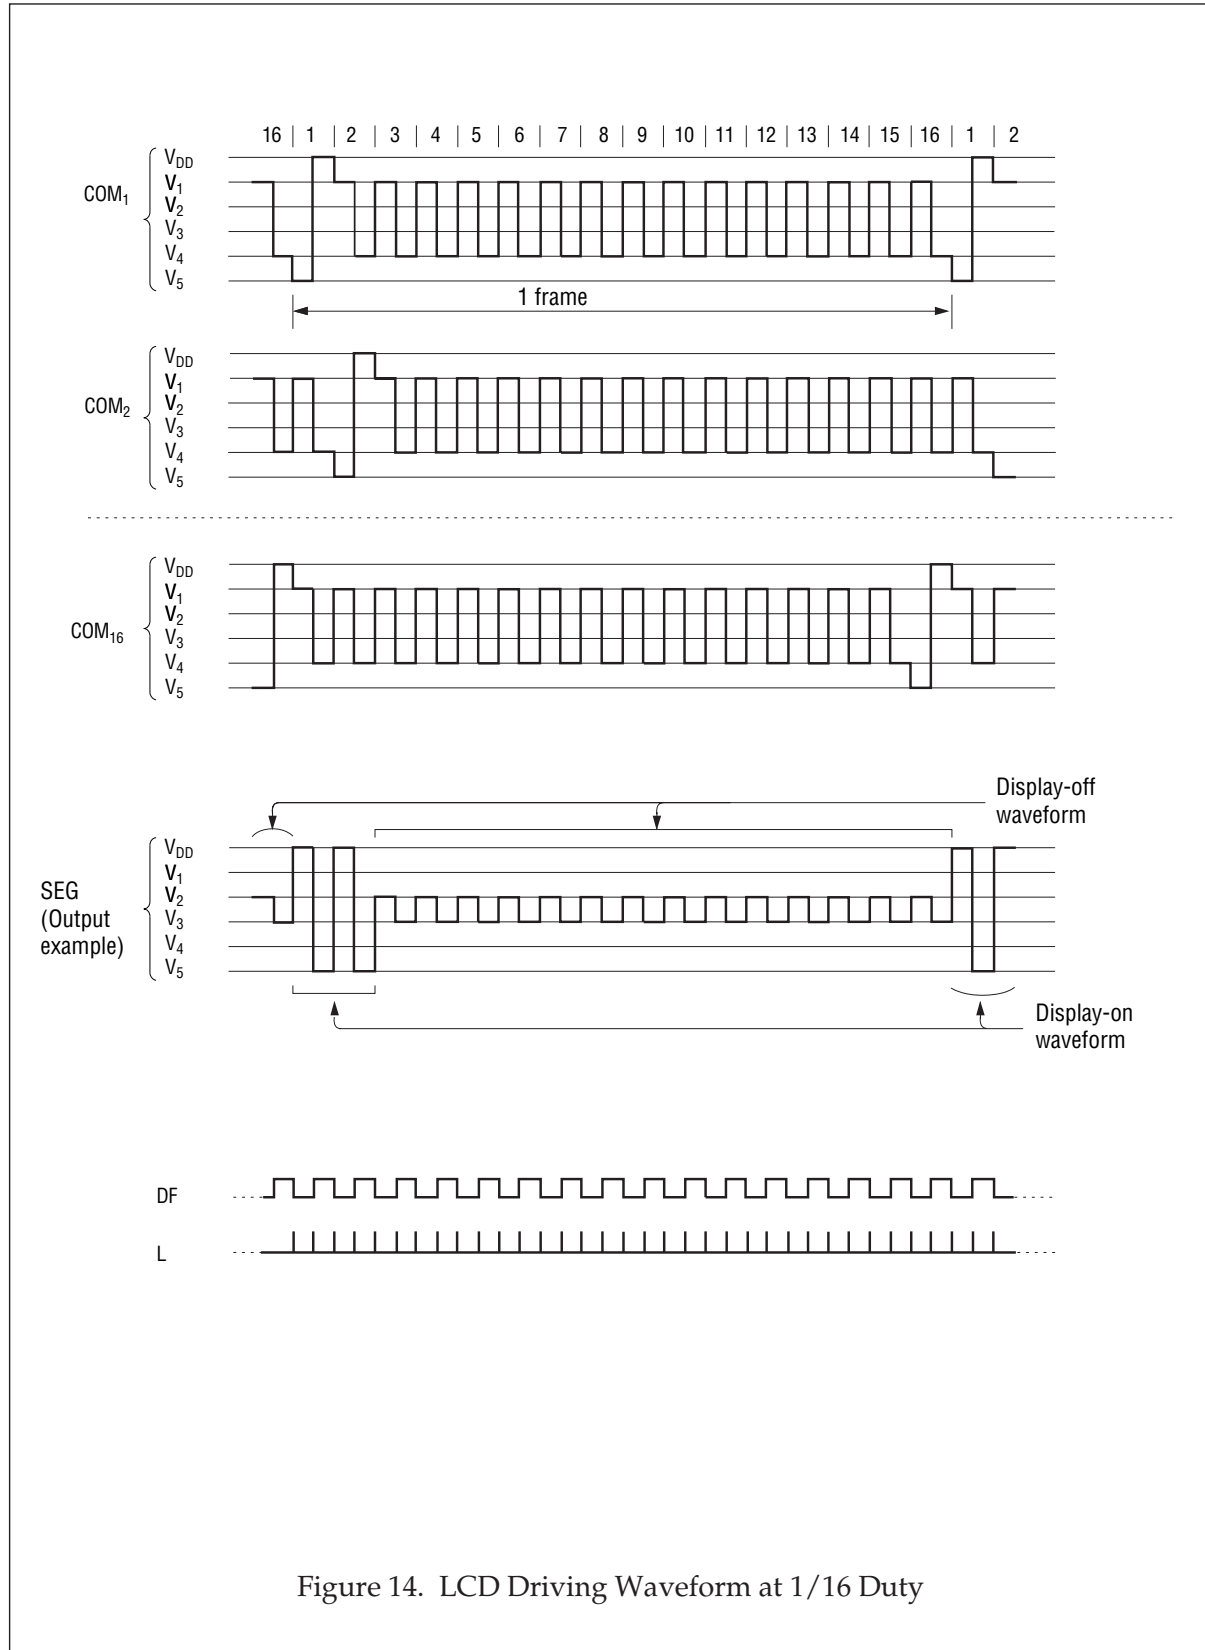 16 | 1 | 2 | 3 | 4 | 5 | 6 | 7 | 8 | 9 | 10 | 11 | 12 | 13 | 14 | 15 | 16 | 1 | 2
COM1
VDD
V1
V2
V3
V4
V5
1 frame
COM2
VDD
V1
V2
V3
V4
V5
COM16
VDD
V1
V2
V3
V4
V5
Display-off
waveform
SEG
(Output
example)
VDD
V1
V2
V3
V4
V5
Display-on
waveform
DF
L
Figure 14. LCD Driving Waveform at 1/16 Duty